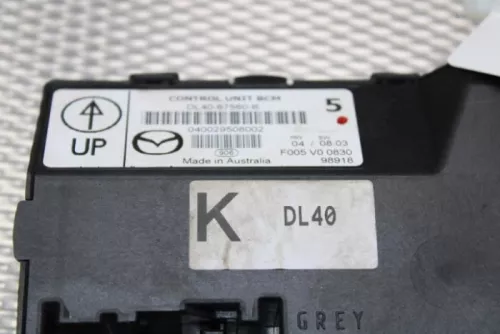 CONTROL UNIT BCM
5
DL40-67560-B
040029508002
UP
04 / 08.03
Made in Australia
F005 V0 0830
98918
K DL40
GREY